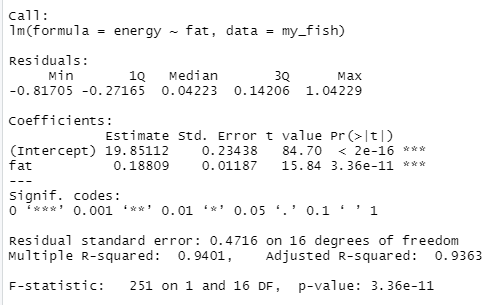 Call:
lm(formula = energy ~ fat, data = my_fish)
Residuals:
     Min       1Q   Median       3Q      Max
-0.81705 -0.27165  0.04223  0.14206  1.04229
Coefficients:
            Estimate Std. Error t value Pr(>|t|)
(Intercept) 19.85112    0.23438   84.70  < 2e-16 ***
fat          0.18809    0.01187   15.84 3.36e-11 ***
---
Signif. codes:
0 ‘***’ 0.001 ‘**’ 0.01 ‘*’ 0.05 ‘.’ 0.1 ‘ ’ 1
Residual standard error: 0.4716 on 16 degrees of freedom
Multiple R-squared:  0.9401,    Adjusted R-squared:  0.9363
F-statistic:   251 on 1 and 16 DF,  p-value: 3.36e-11